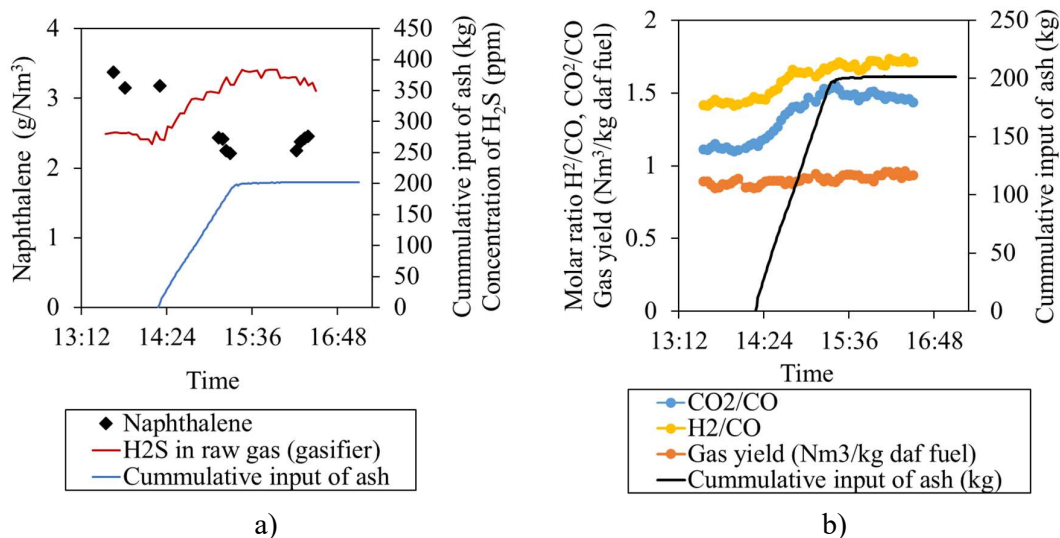 4
3
2
1
0
Naphthalene (g/Nm³)
450
400
350
300
250
200
150
100
50
0
Cummulative input of ash (kg)
Concentration of H₂S (ppm)
13:12 14:24 15:36 16:48
Time
Naphthalene
H2S in raw gas (gasifier)
Cummulative input of ash
a)
2
1.5
1
0.5
0
Molar ratio H²/CO, CO²/CO
Gas yield (Nm³/kg daf fuel)
250
200
150
100
50
0
Cummulative input of ash (kg)
13:12 14:24 15:36 16:48
Time
CO2/CO
H2/CO
Gas yield (Nm3/kg daf fuel)
Cummulative input of ash (kg)
b)